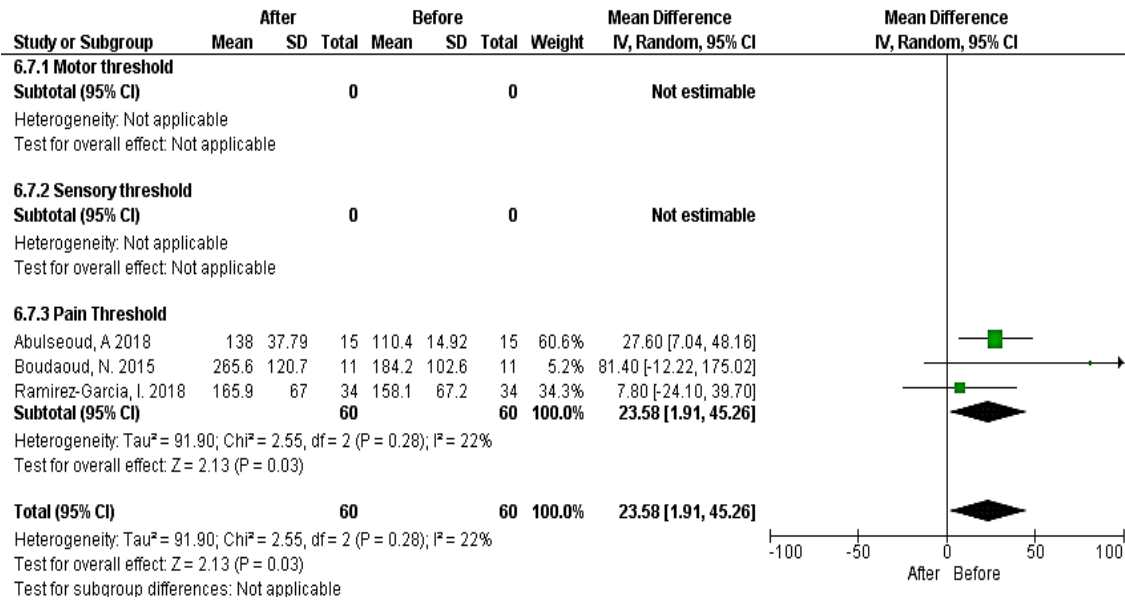 After Before Mean Difference Mean Difference
Study or Subgroup Mean SD Total Mean SD Total Weight IV, Random, 95% CI IV, Random, 95% CI
6.7.1 Motor threshold
Subtotal (95% CI) 0 0 Not estimable
Heterogeneity: Not applicable
Test for overall effect: Not applicable
6.7.2 Sensory threshold
Subtotal (95% CI) 0 0 Not estimable
Heterogeneity: Not applicable
Test for overall effect: Not applicable
6.7.3 Pain Threshold
Abulseoud, A 2018 138 37.79 15 110.4 14.92 15 60.6% 27.60 [7.04, 48.16]
Boudaoud, N. 2015 265.6 120.7 11 184.2 102.6 11 5.2% 81.40 [-12.22, 175.02]
Ramirez-Garcia, I. 2018 165.9 67 34 158.1 67.2 34 34.3% 7.80 [-24.10, 39.70]
Subtotal (95% CI) 60 60 100.0% 23.58 [1.91, 45.26]
Heterogeneity: Tau² = 91.90; Chi² = 2.55, df = 2 (P = 0.28); I² = 22%
Test for overall effect: Z = 2.13 (P = 0.03)
Total (95% CI) 60 60 100.0% 23.58 [1.91, 45.26]
Heterogeneity: Tau² = 91.90; Chi² = 2.55, df = 2 (P = 0.28); I² = 22%
Test for overall effect: Z = 2.13 (P = 0.03)
Test for subgroup differences: Not applicable
-100 -50 0 50 100
After Before